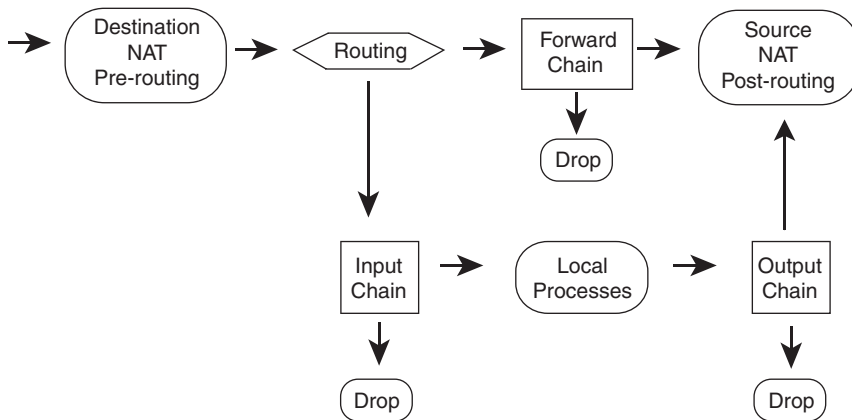 Destination
NAT
Pre-routing
Routing
Forward
Chain
Source
NAT
Post-routing
Drop
Input
Chain
Local
Processes
Output
Chain
Drop
Drop